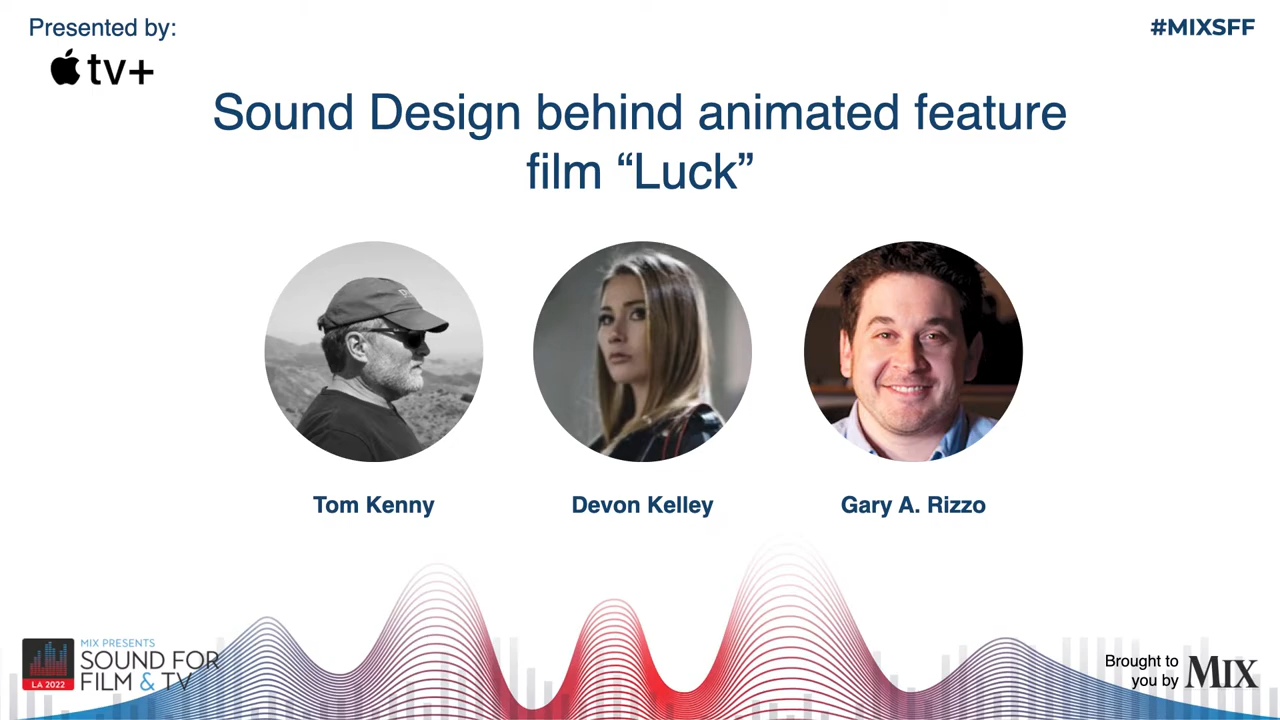 Presented by:
tv+
#MIXSFF
Sound Design behind animated feature
film “Luck”
Tom Kenny
Devon Kelley
Gary A. Rizzo
MIX PRESENTS
SOUND FOR
FILM & TV
LA 2022
Brought to
you by
MIX